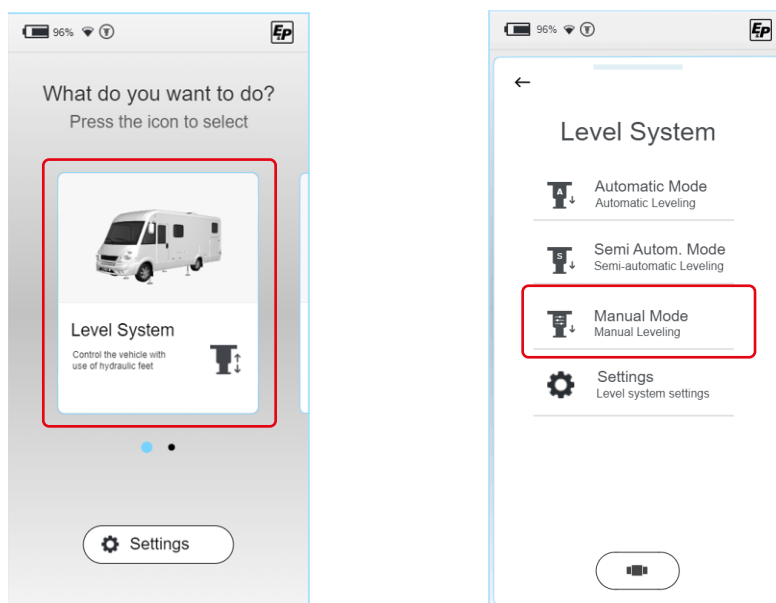 96%
E&P
What do you want to do?
Press the icon to select
Level System
Control the vehicle with
use of hydraulic feet
Settings
96%
E&P
Level System
A
Automatic Mode
Automatic Leveling
S
Semi Autom. Mode
Semi-automatic Leveling
Manual Mode
Manual Leveling
Settings
Level system settings